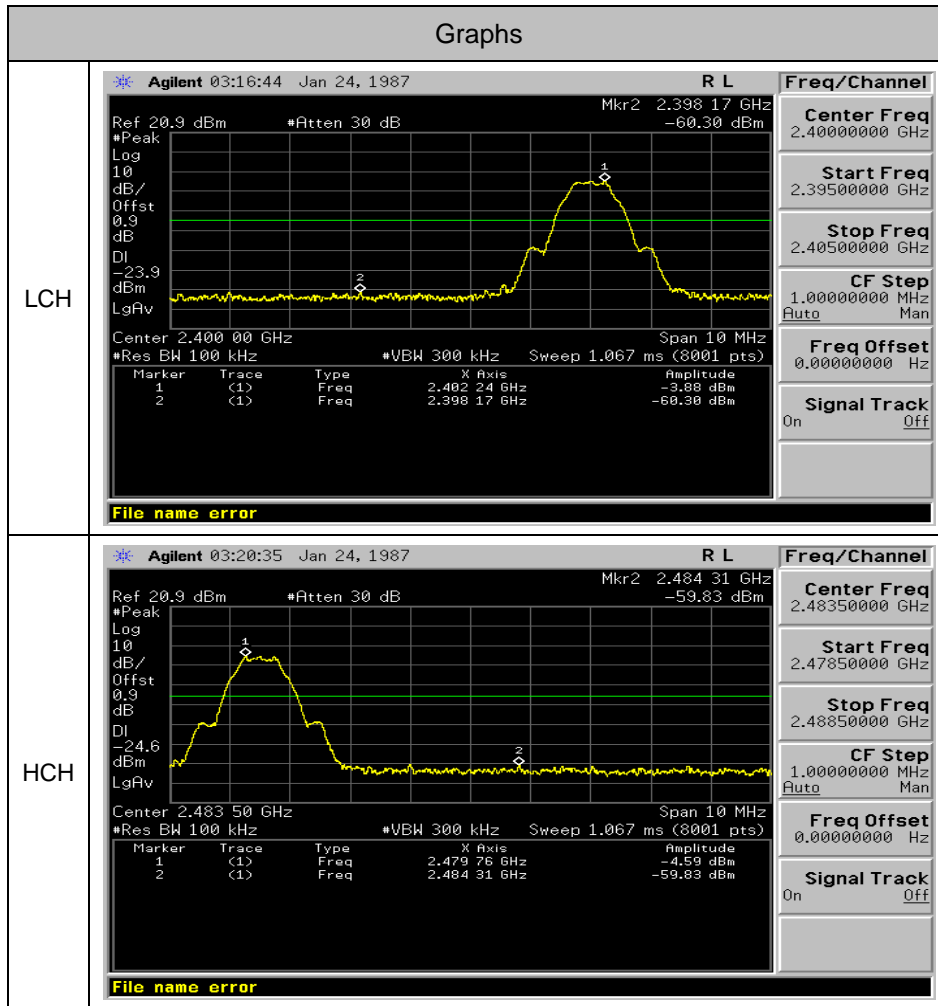 Graphs
LCH
Agilent 03:16:44 Jan 24, 1987 R L Freq/Channel
Mkr2 2.398 17 GHz
Ref 20.9 dBm #Atten 30 dB -60.30 dBm
#Peak
Log
10
dB/
Offst
0.9
dB
DI
-23.9
dBm
LgAv
1
2
Center 2.400 00 GHz Span 10 MHz
#Res BW 100 kHz #VBW 300 kHz Sweep 1.067 ms (8001 pts)
Marker Trace Type X Axis Amplitude
1 (1) Freq 2.402 24 GHz -3.88 dBm
2 (1) Freq 2.398 17 GHz -60.30 dBm
File name error
Center Freq
2.40000000 GHz
Start Freq
2.39500000 GHz
Stop Freq
2.40500000 GHz
CF Step
1.00000000 MHz
Auto Man
Freq Offset
0.00000000 Hz
Signal Track
On Off
HCH
Agilent 03:20:35 Jan 24, 1987 R L Freq/Channel
Mkr2 2.484 31 GHz
Ref 20.9 dBm #Atten 30 dB -59.83 dBm
#Peak
Log
10
dB/
Offst
0.9
dB
DI
-24.6
dBm
LgAv
1
2
Center 2.483 50 GHz Span 10 MHz
#Res BW 100 kHz #VBW 300 kHz Sweep 1.067 ms (8001 pts)
Marker Trace Type X Axis Amplitude
1 (1) Freq 2.479 76 GHz -4.59 dBm
2 (1) Freq 2.484 31 GHz -59.83 dBm
File name error
Center Freq
2.48350000 GHz
Start Freq
2.47850000 GHz
Stop Freq
2.48850000 GHz
CF Step
1.00000000 MHz
Auto Man
Freq Offset
0.00000000 Hz
Signal Track
On Off